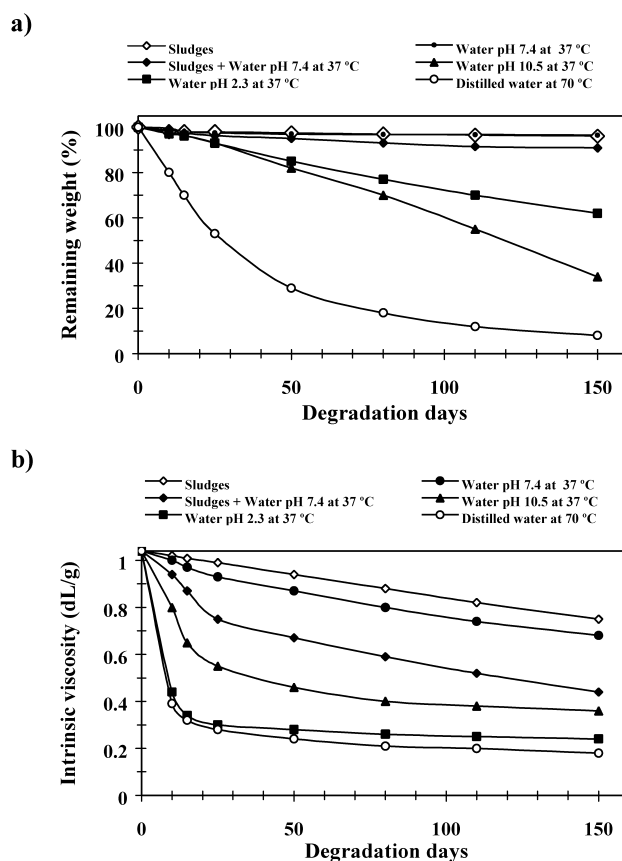 a)
Sludges
Sludges + Water pH 7.4 at 37 ºC
Water pH 2.3 at 37 ºC
Water pH 7.4 at 37 ºC
Water pH 10.5 at 37 ºC
Distilled water at 70 ºC
Remaining weight (%)
100
80
60
40
20
0
0 50 100 150
Degradation days
b)
Sludges
Sludges + Water pH 7.4 at 37 ºC
Water pH 2.3 at 37 ºC
Water pH 7.4 at 37 ºC
Water pH 10.5 at 37 ºC
Distilled water at 70 ºC
Intrinsic viscosity (dL/g)
1
0.8
0.6
0.4
0.2
0
0 50 100 150
Degradation days